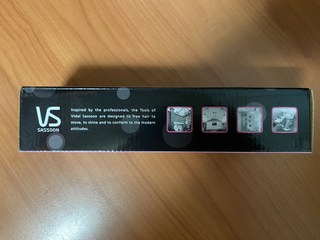 VS
SASSOON
Inspired by the professionals, the Tools of
Vidal Sassoon are designed to free hair to
move, to shine and to conform to the modern
attitudes.